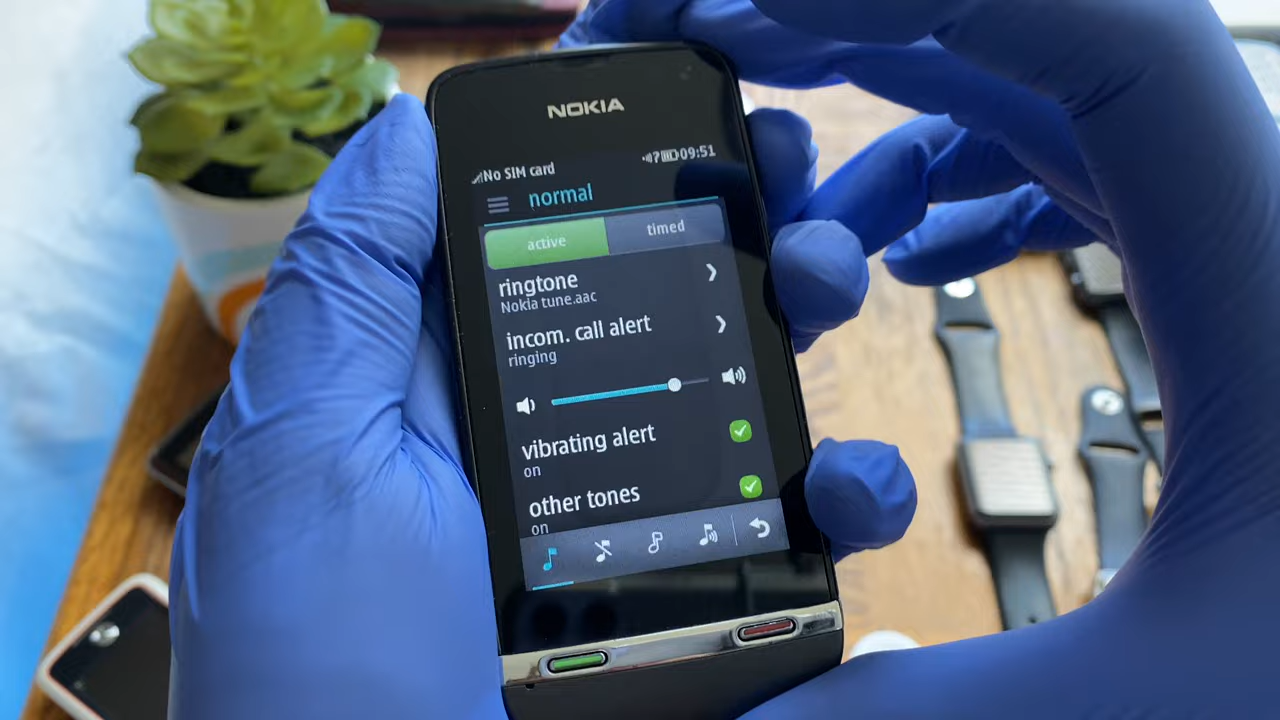 NOKIA
No SIM card ?09:51
normal
active timed
ringtone
Nokia tune.aac
incom. call alert
ringing
vibrating alert
on
other tones
on